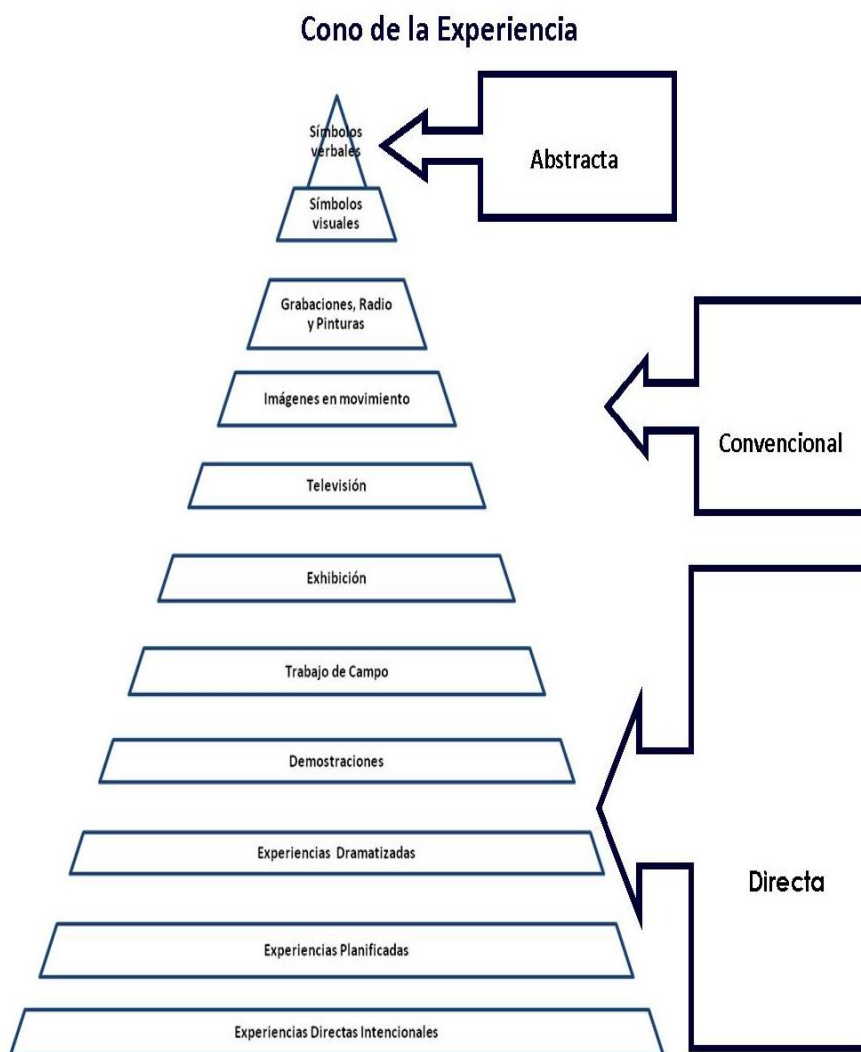 Cono de la Experiencia
Símbolos
verbales
Abstracta
Símbolos
visuales
Grabaciones, Radio
y Pinturas
Imágenes en movimiento
Convencional
Televisión
Exhibición
Trabajo de Campo
Demostraciones
Experiencias Dramatizadas
Directa
Experiencias Planificadas
Experiencias Directas Intencionales